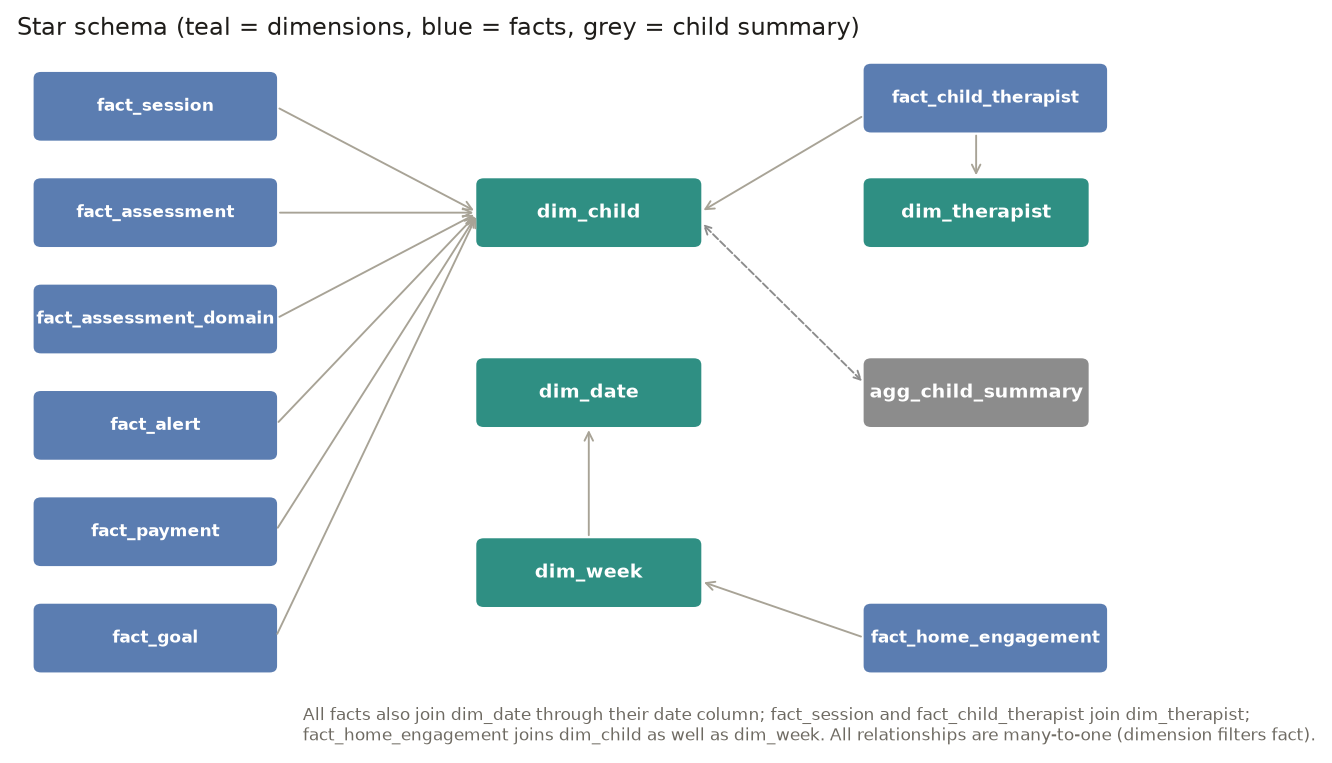 Star schema (teal = dimensions, blue = facts, grey = child summary)
fact_session
fact_assessment
fact_assessment_domain
fact_alert
fact_payment
fact_goal
dim_child
dim_date
dim_week
fact_child_therapist
dim_therapist
agg_child_summary
fact_home_engagement
All facts also join dim_date through their date column; fact_session and fact_child_therapist join dim_therapist;
fact_home_engagement joins dim_child as well as dim_week. All relationships are many-to-one (dimension filters fact).